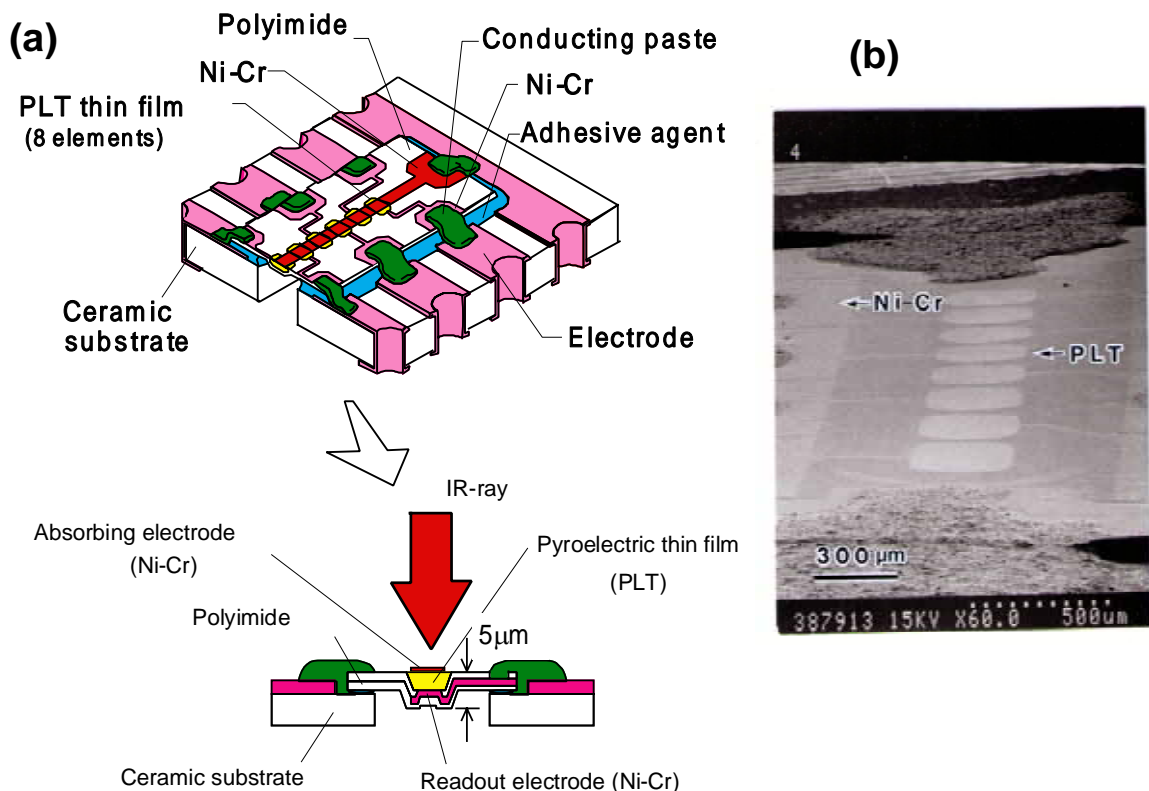 (a)
Polyimide
Conducting paste
Ni-Cr
Ni-Cr
PLT thin film
(8 elements)
Adhesive agent
Ceramic
substrate
Electrode
IR-ray
Absorbing electrode
(Ni-Cr)
Pyroelectric thin film
(PLT)
Polyimide
5μm
Ceramic substrate
Readout electrode (Ni-Cr)
(b)
4
Ni-Cr
PLT
300 μm
387913 15KV X60.0 500um